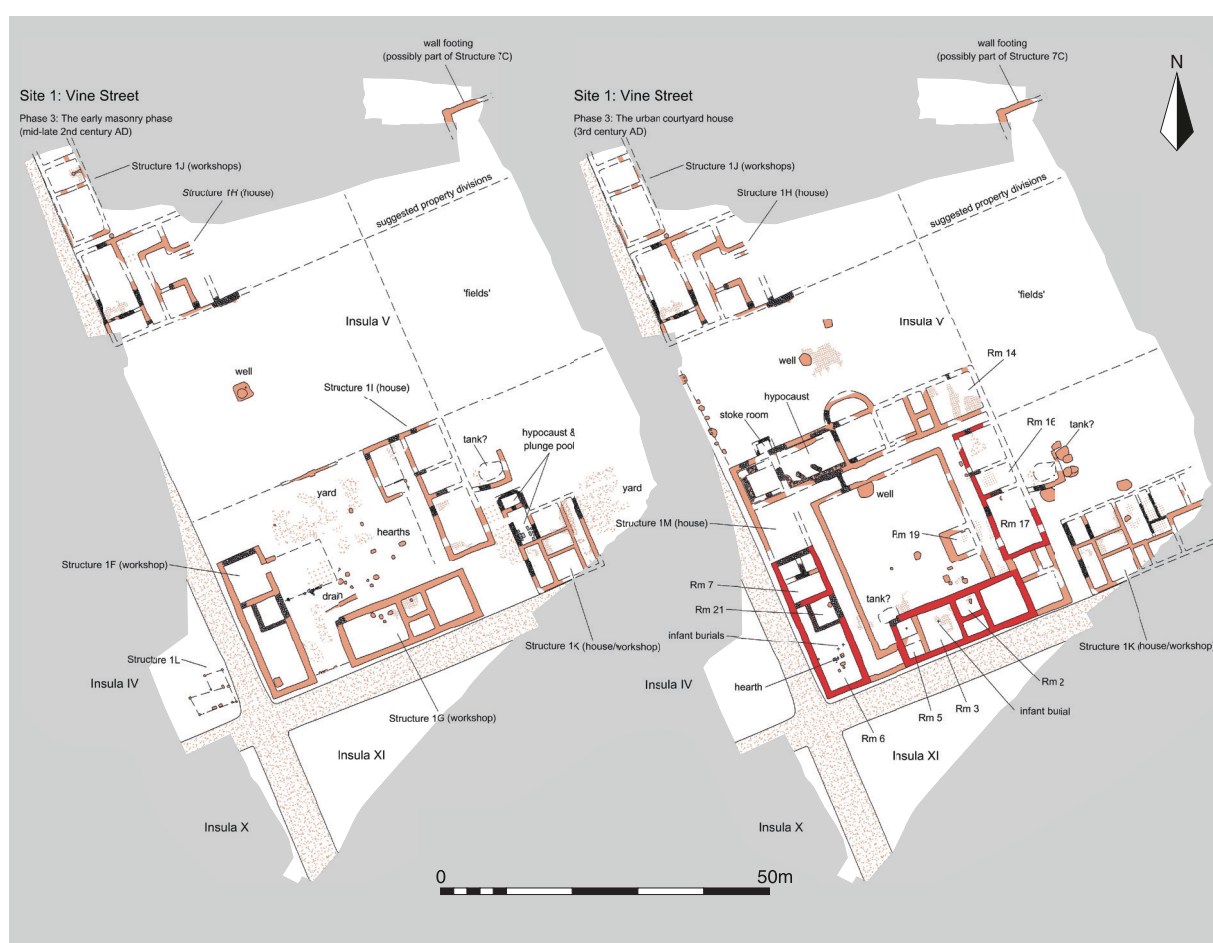 wall footing
(possibly part of Structure 7C)
Site 1: Vine Street
Phase 3: The early masonry phase
(mid-late 2nd century AD)
Structure 1J (workshops)
Structure 1H (house)
suggested property divisions
'fields'
Insula V
well
Structure 1I (house)
tank?
hypocaust &
plunge pool
yard
yard
hearths
Structure 1F (workshop)
drain
Structure 1K (house/workshop)
Structure 1L
Insula IV
Structure 1G (workshop)
Insula XI
Insula X
wall footing
(possibly part of Structure 7C)
N
Site 1: Vine Street
Phase 3: The urban courtyard house
(3rd century AD)
Structure 1J (workshops)
Structure 1H (house)
suggested property divisions
'fields'
Insula V
well
Rm 14
hypocaust
stoke room
Rm 16
tank?
well
Structure 1M (house)
Rm 17
Rm 19
Rm 7
tank?
Rm 21
infant burials
Structure 1K (house/workshop)
Insula IV
hearth
Rm 2
Rm 3
infant burial
Rm 5
Rm 6
Insula XI
Insula X
0 50m